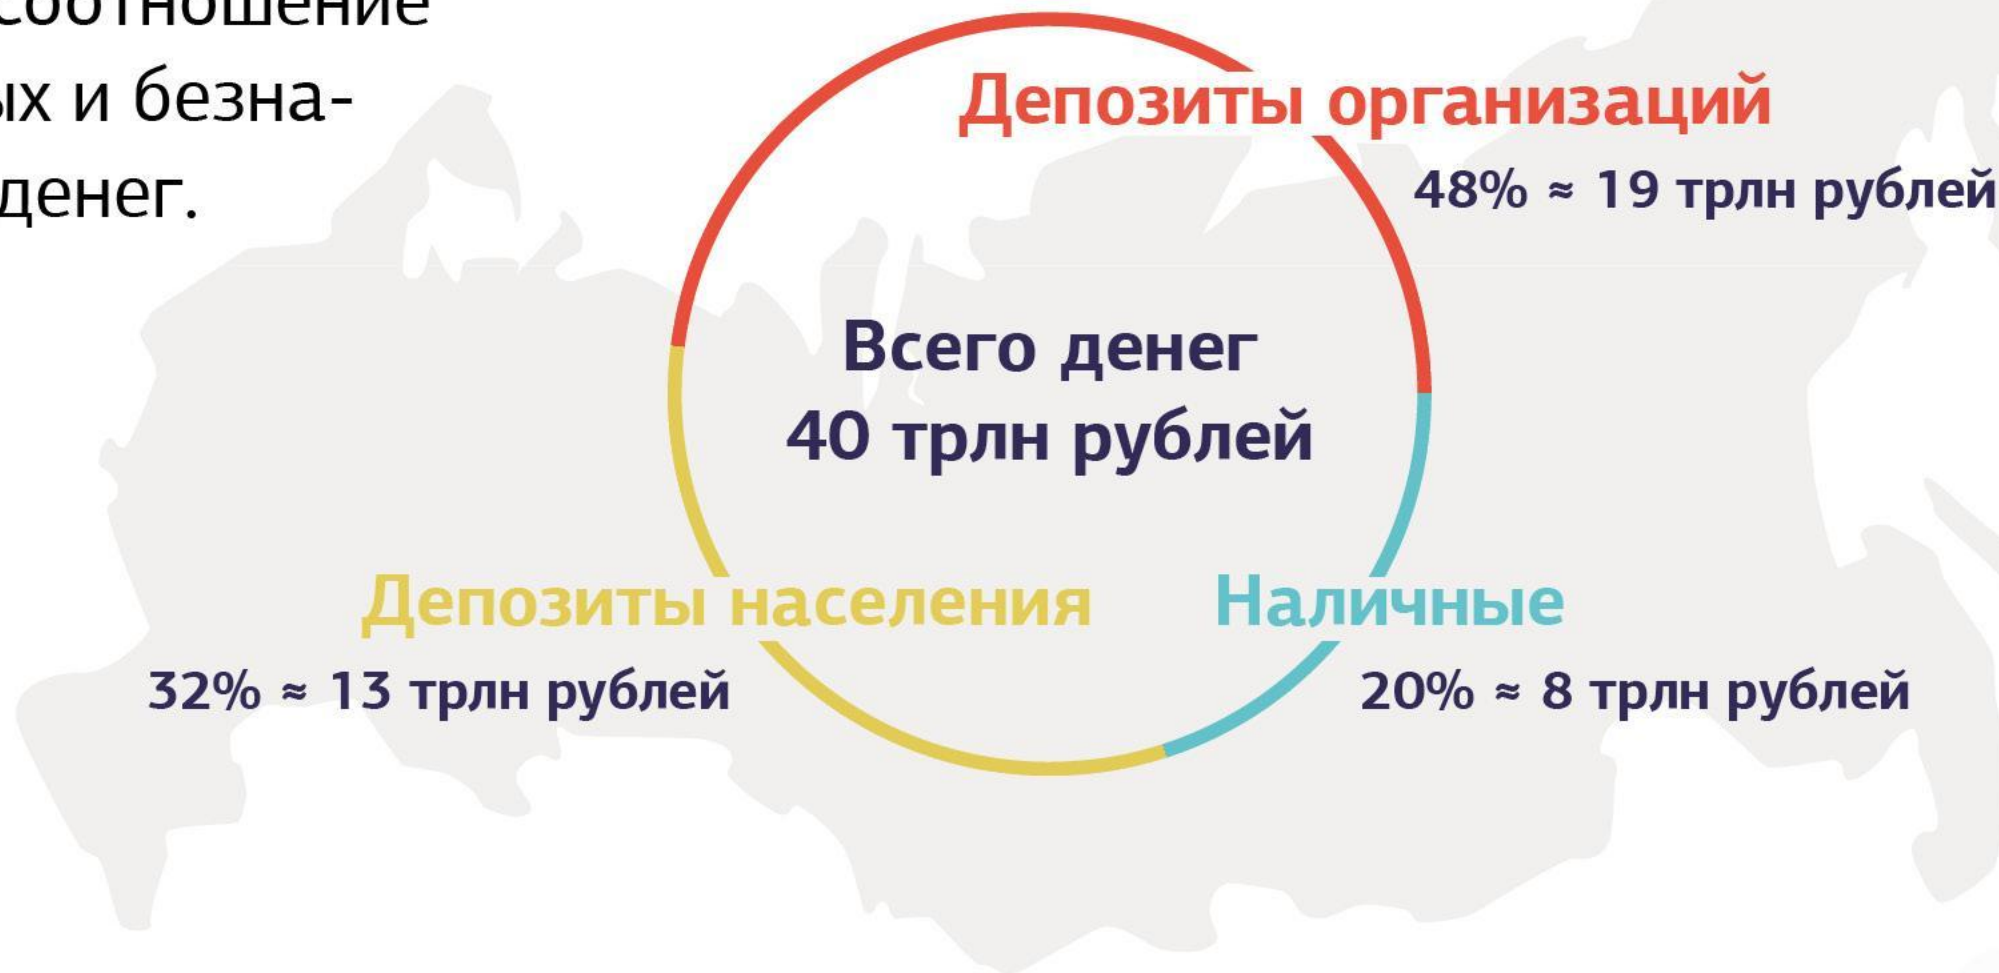 соотношение
ых и безна-
денег.
Депозиты организаций
48% ≈ 19 трлн рублей
Всего денег
40 трлн рублей
Депозиты населения
32% ≈ 13 трлн рублей
Наличные
20% ≈ 8 трлн рублей